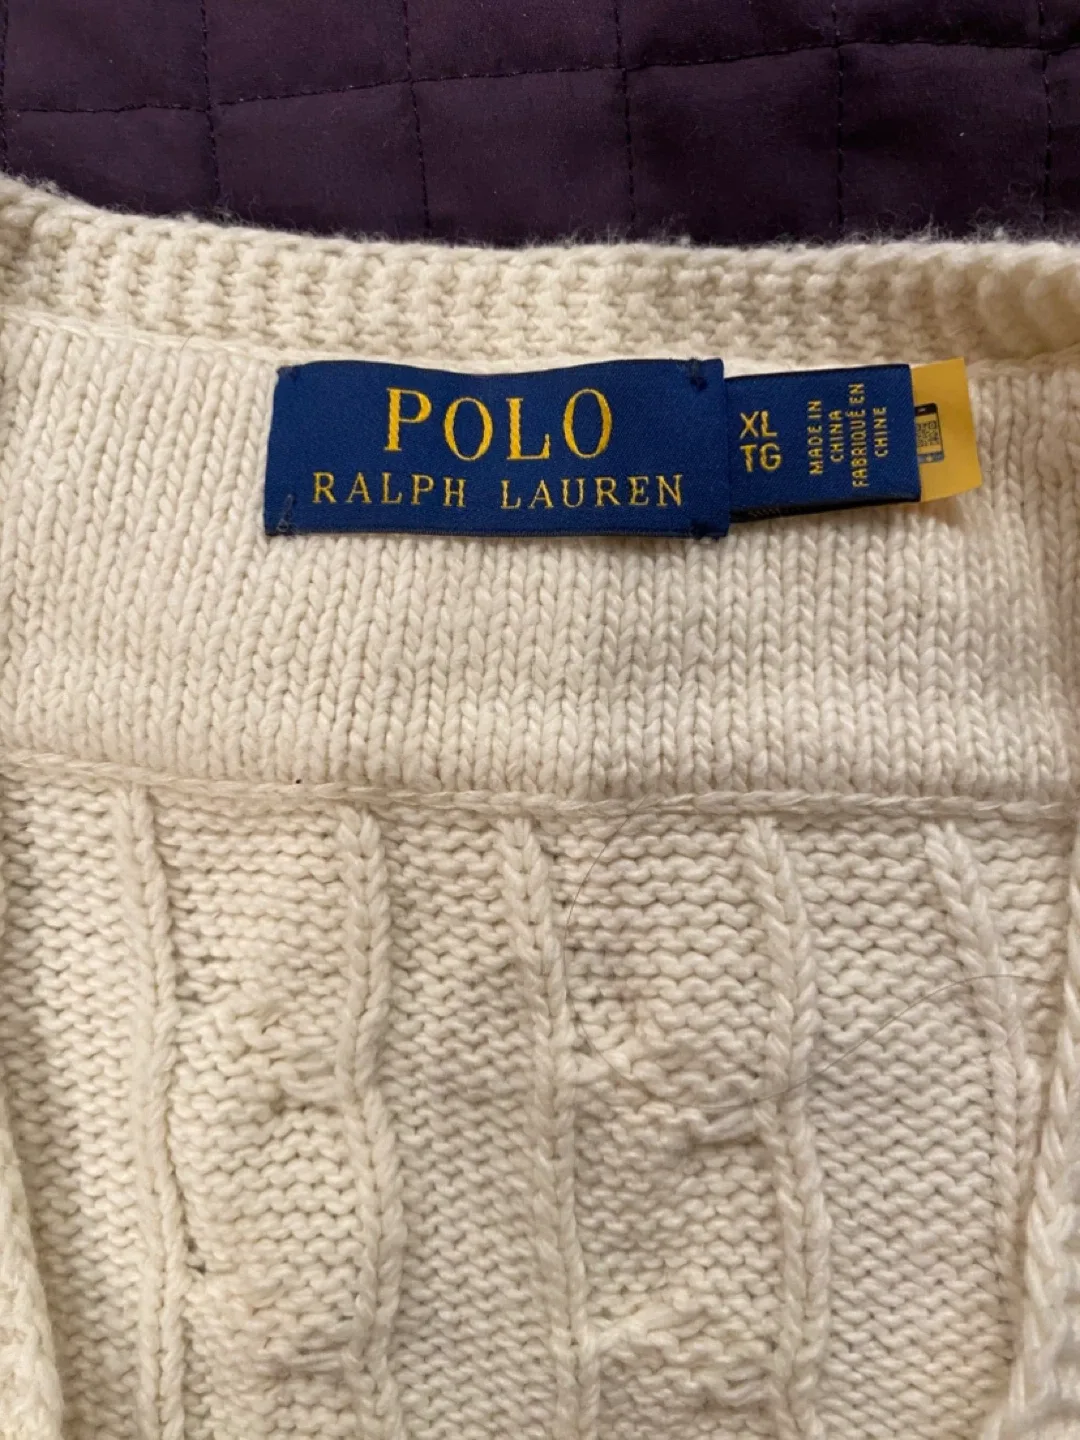 POLO
RALPH LAUREN
XL
TG
MADE IN
CHINA
FABRIQUÉ EN
CHINE